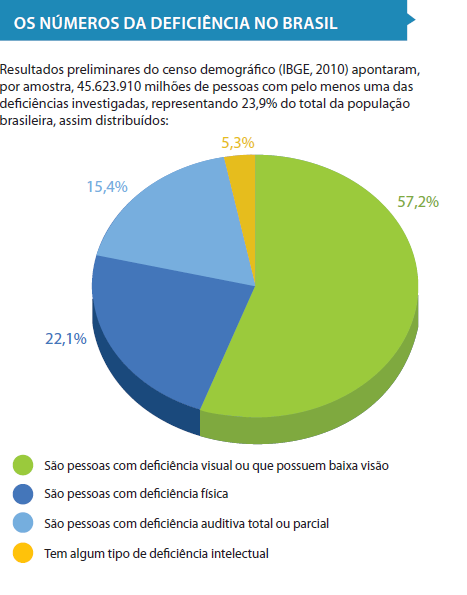 OS NÚMEROS DA DEFICIÊNCIA NO BRASIL
Resultados preliminares do censo demográfico (IBGE, 2010) apontaram,
por amostra, 45.623.910 milhões de pessoas com pelo menos uma das
deficiências investigadas, representando 23,9% do total da população
brasileira, assim distribuídos:
5,3%
15,4%
57,2%
22,1%
São pessoas com deficiência visual ou que possuem baixa visão
São pessoas com deficiência física
São pessoas com deficiência auditiva total ou parcial
Tem algum tipo de deficiência intelectual